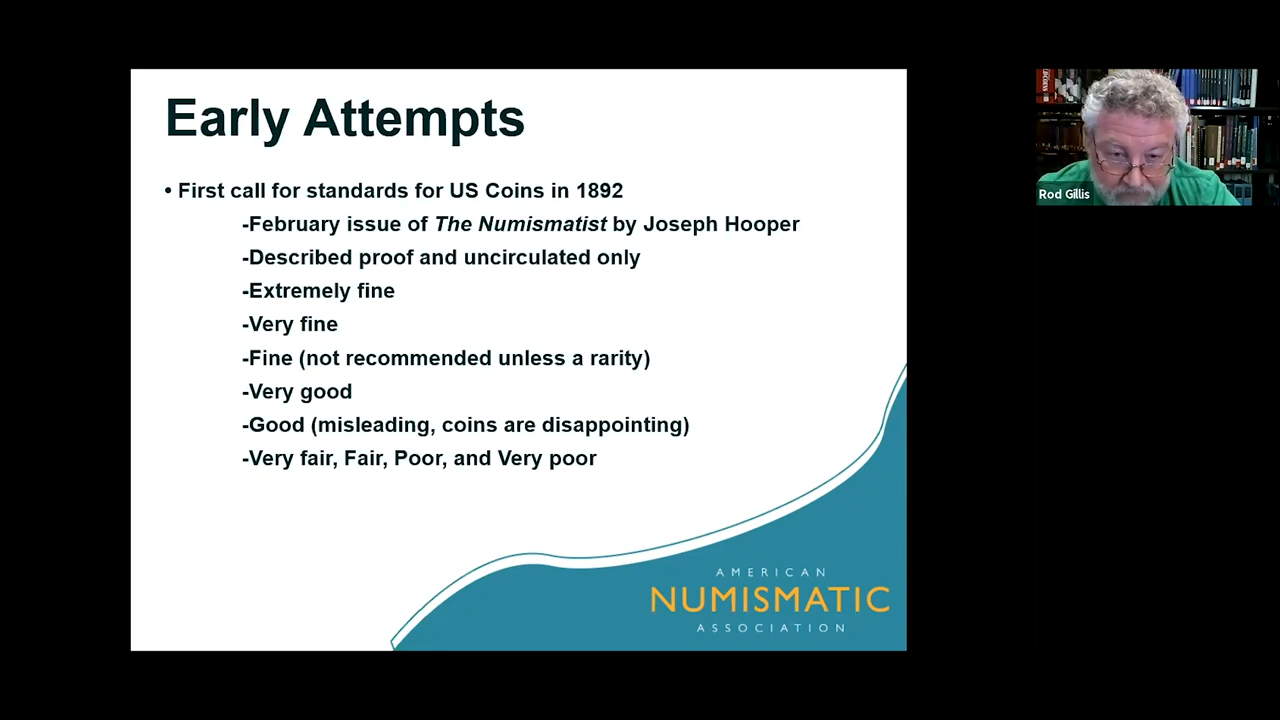 Early Attempts
• First call for standards for US Coins in 1892
-February issue of The Numismatist by Joseph Hooper
-Described proof and uncirculated only
-Extremely fine
-Very fine
-Fine (not recommended unless a rarity)
-Very good
-Good (misleading, coins are disappointing)
-Very fair, Fair, Poor, and Very poor
AMERICAN
NUMISMATIC
ASSOCIATION
Rod Gillis